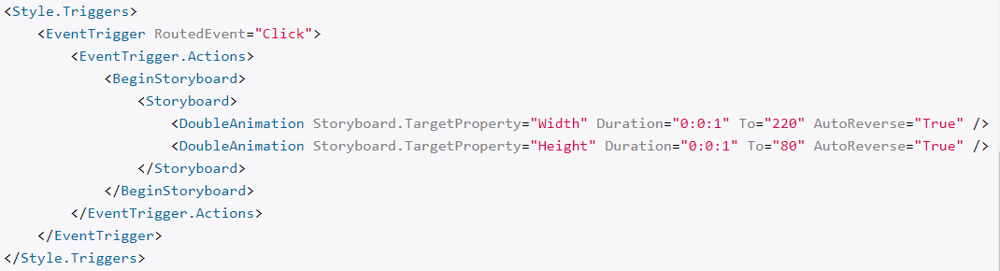 <Style.Triggers>
    <EventTrigger RoutedEvent="Click">
        <EventTrigger.Actions>
            <BeginStoryboard>
                <Storyboard>
                    <DoubleAnimation Storyboard.TargetProperty="Width" Duration="0:0:1" To="220" AutoReverse="True" />
                    <DoubleAnimation Storyboard.TargetProperty="Height" Duration="0:0:1" To="80" AutoReverse="True" />
                </Storyboard>
            </BeginStoryboard>
        </EventTrigger.Actions>
    </EventTrigger>
</Style.Triggers>